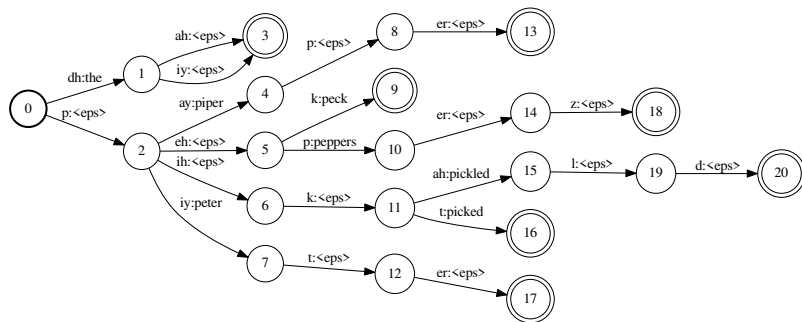 ah:<eps>
3
p:<eps>
8
er:<eps>
13
dh:the
1
iy:<eps>
0
p:<eps>
4
k:peck
9
ay:piper
er:<eps>
14
z:<eps>
18
2
eh:<eps>
5
p:peppers
10
ih:<eps>
ah:pickled
15
l:<eps>
19
d:<eps>
20
iy:peter
6
k:<eps>
11
t:picked
16
7
t:<eps>
12
er:<eps>
17